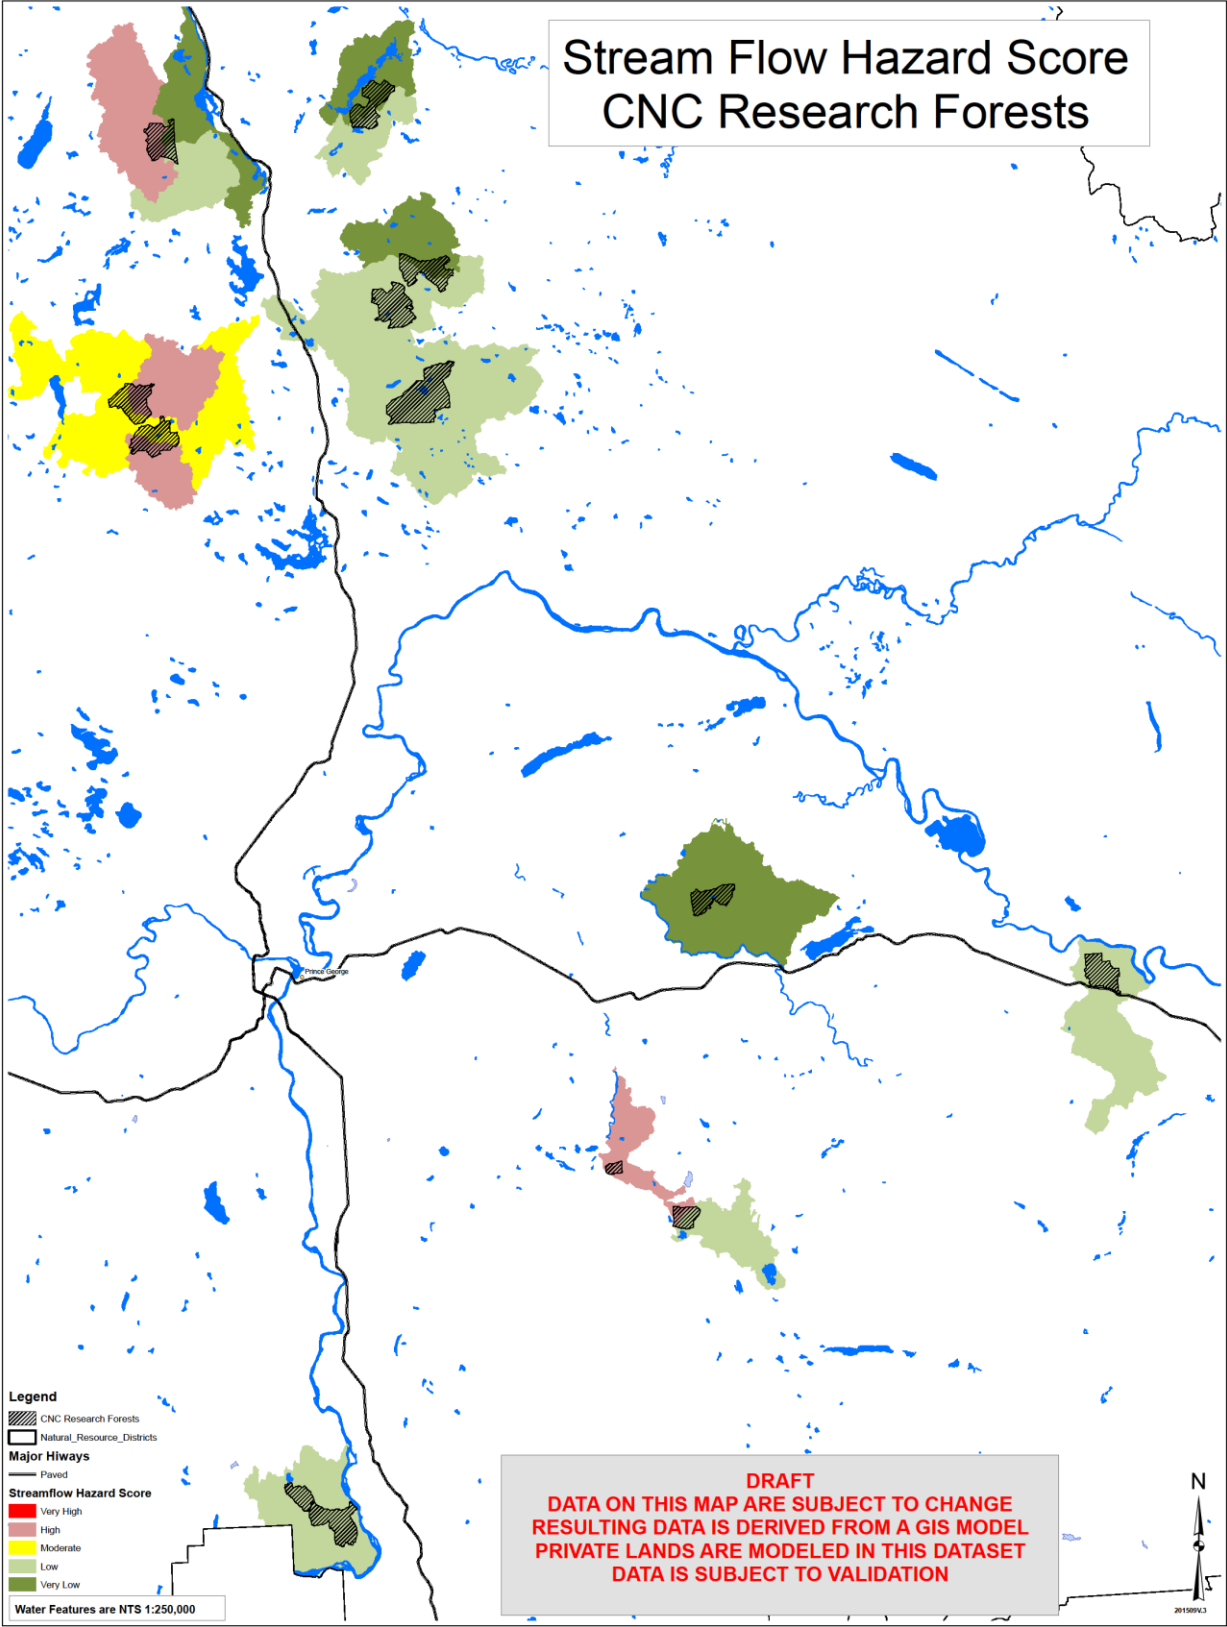 Stream Flow Hazard Score
CNC Research Forests
Prince George
Legend
CNC Research Forests
Natural_Resource_Districts
Major Hiways
Paved
Streamflow Hazard Score
Very High
High
Moderate
Low
Very Low
Water Features are NTS 1:250,000
DRAFT
DATA ON THIS MAP ARE SUBJECT TO CHANGE
RESULTING DATA IS DERIVED FROM A GIS MODEL
PRIVATE LANDS ARE MODELED IN THIS DATASET
DATA IS SUBJECT TO VALIDATION
N